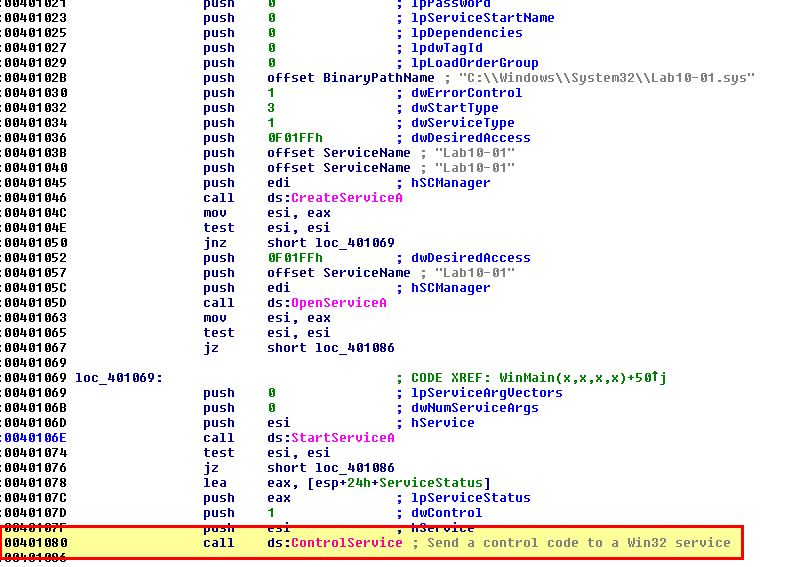 :00401021 push 0 ; lpPassword
:00401023 push 0 ; lpServiceStartName
:00401025 push 0 ; lpDependencies
:00401027 push 0 ; lpdwTagId
:00401029 push 0 ; lpLoadOrderGroup
:0040102B push offset BinaryPathName ; "C:\\Windows\\System32\\Lab10-01.sys"
:00401030 push 1 ; dwErrorControl
:00401032 push 3 ; dwStartType
:00401034 push 1 ; dwServiceType
:00401036 push 0F01FFh ; dwDesiredAccess
:0040103B push offset ServiceName ; "Lab10-01"
:00401040 push offset ServiceName ; "Lab10-01"
:00401045 push edi ; hSCManager
:00401046 call ds:CreateServiceA
:0040104C mov esi, eax
:0040104E test esi, esi
:00401050 jnz short loc_401069
:00401052 push 0F01FFh ; dwDesiredAccess
:00401057 push offset ServiceName ; "Lab10-01"
:0040105C push edi ; hSCManager
:0040105D call ds:OpenServiceA
:00401063 mov esi, eax
:00401065 test esi, esi
:00401067 jz short loc_401086
:00401069
:00401069 loc_401069: ; CODE XREF: WinMain(x,x,x,x)+50↑j
:00401069 push 0 ; lpServiceArgVectors
:0040106B push 0 ; dwNumServiceArgs
:0040106D push esi ; hService
:0040106E call ds:StartServiceA
:00401074 test esi, esi
:00401076 jz short loc_401086
:00401078 lea eax, [esp+24h+ServiceStatus]
:0040107C push eax ; lpServiceStatus
:0040107D push 1 ; dwControl
:0040107F push esi ; hService
00401080 call ds:ControlService ; Send a control code to a Win32 service
:00401086